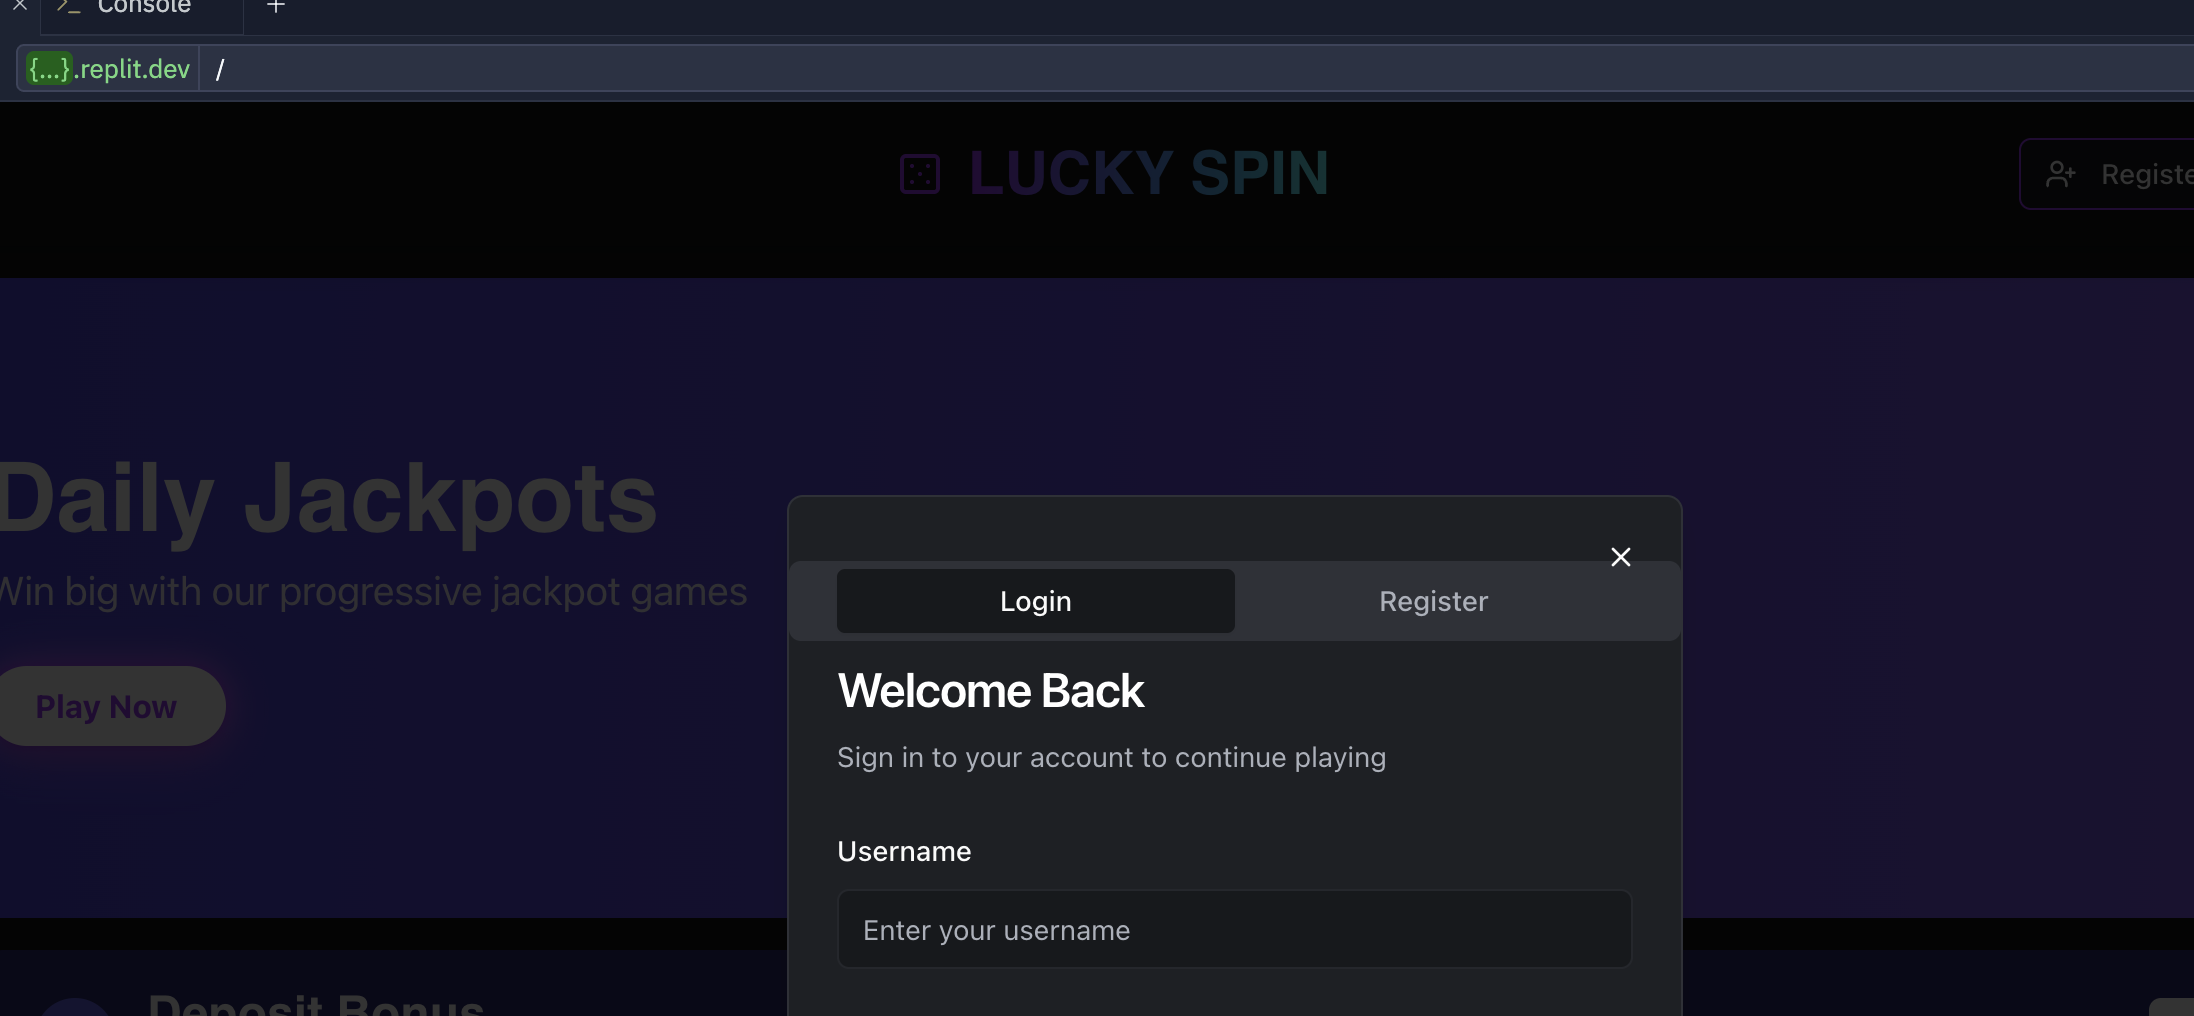 Console
{...}.replit.dev /
LUCKY SPIN
Daily Jackpots
Win big with our progressive jackpot games
Play Now
Login Register
Welcome Back
Sign in to your account to continue playing
Username
Enter your username
Deposit Bonus